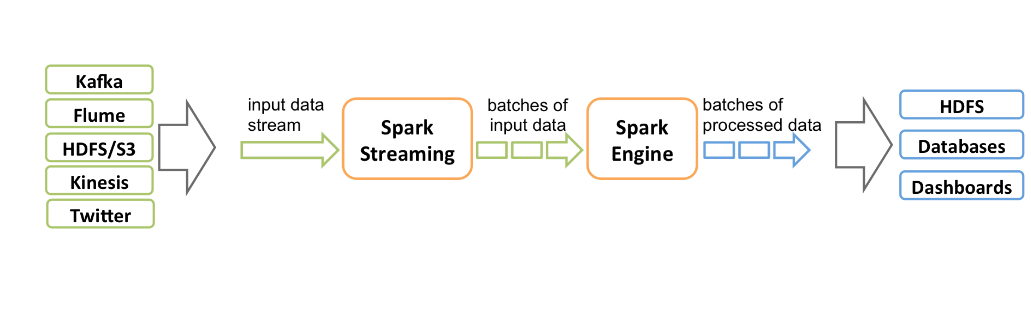 Kafka
Flume
HDFS/S3
Kinesis
Twitter
input data
stream
Spark
Streaming
batches of
input data
Spark
Engine
batches of
processed data
HDFS
Databases
Dashboards